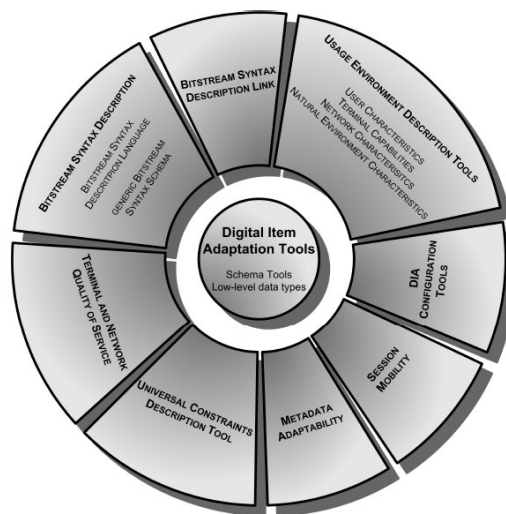 BITSTREAM SYNTAX
DESCRIPTION LINK
USAGE ENVIRONMENT DESCRIPTION TOOLS
USER CHARACTERISTICS
TERMINAL CAPABILITIES
NETWORK CHARACTERISITCS
NATURAL ENVIRONMENT CHARACTERISTICS
DIA
CONFIGURATION
TOOLS
SESSION
MOBILITY
METADATA
ADAPTABILITY
UNIVERSAL CONSTRAINTS
DESCRIPTION TOOL
TERMINAL AND NETWORK
QUALITY OF SERVICE
BITSTREAM SYNTAX DESCRIPTION
BITSTREAM SYNTAX
DESCRITPION LANGUAGE
GENERIC BITSTREAM
SYNTAX SCHEMA
Digital Item
Adaptation Tools
Schema Tools
Low-level data types